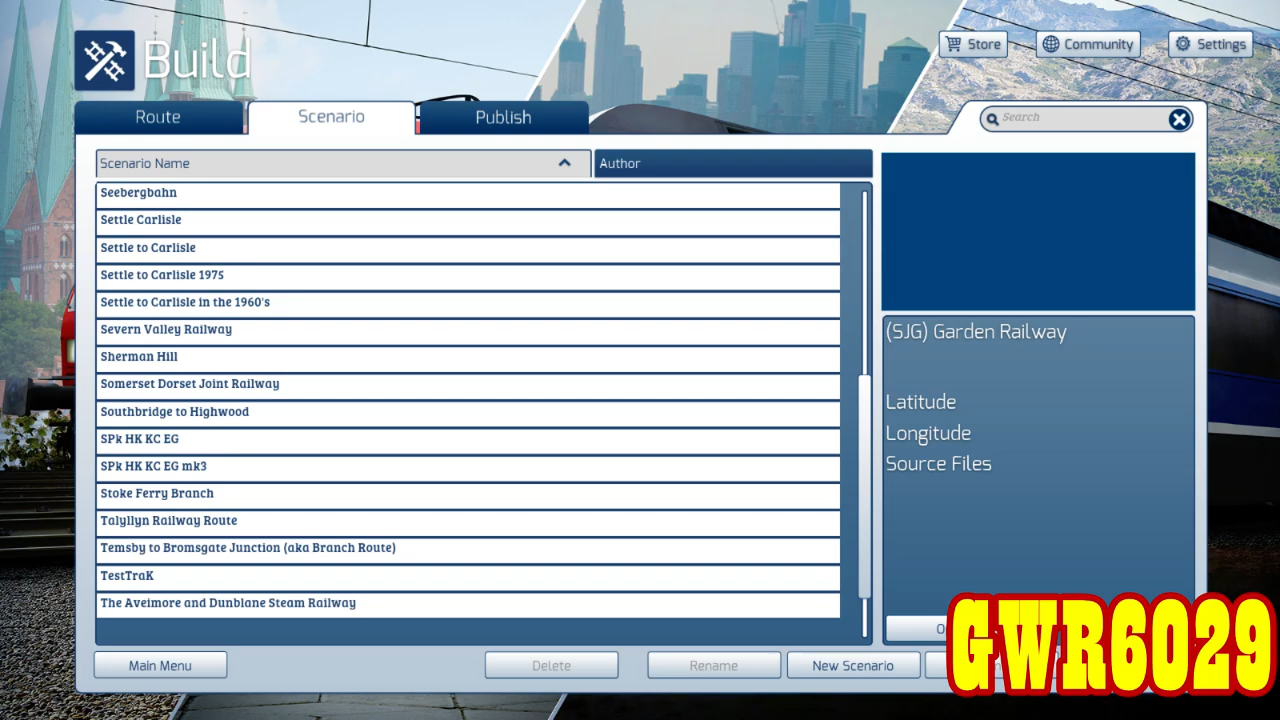 Build
Store
Community
Settings
Route
Scenario
Publish
Search
Scenario Name
Author
Seebergbahn
Settle Carlisle
Settle to Carlisle
Settle to Carlisle 1975
Settle to Carlisle in the 1960's
Severn Valley Railway
Sherman Hill
Somerset Dorset Joint Railway
Southbridge to Highwood
SPk HK KC EG
SPk HK KC EG mk3
Stoke Ferry Branch
Talyllyn Railway Route
Temsby to Bromsgate Junction (aka Branch Route)
TestTraK
The Aveimore and Dunblane Steam Railway
(SJG) Garden Railway
Latitude
Longitude
Source Files
Main Menu
Delete
Rename
New Scenario
GWR6029